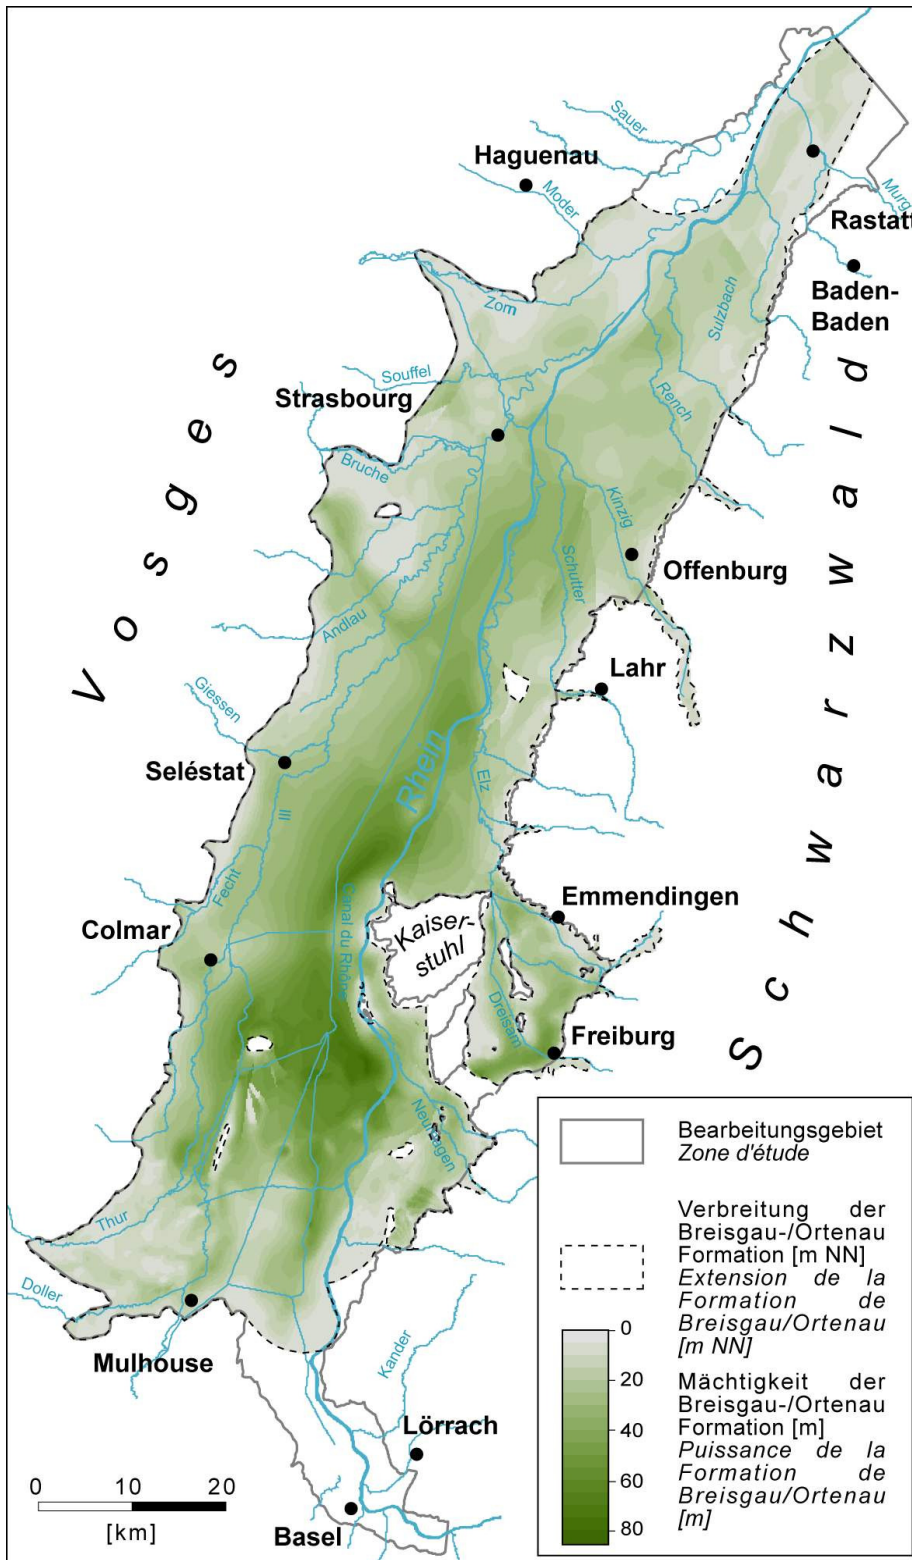 Sauer
Haguenau
Moder
Murg
Rastatt
Baden-
Baden
Zorn
Sulzbach
Souffel
Strasbourg
Rench
Bruche
Vosges
Kinzig
Schutter
Offenburg
Andlau
Lahr
Giessen
Schwarzwald
Seléstat
Rhein
Elz
Ill
Fecht
Canal du Rhône
Colmar
Emmendingen
Kaiser-
stuhl
Dreisam
Freiburg
Neumagen
Thur
Doller
Mulhouse
Kander
Lörrach
Basel
0 10 20
[km]
Bearbeitungsgebiet
Zone d'étude
Verbreitung der
Breisgau-/Ortenau
Formation [m NN]
Extension de la
Formation de
Breisgau/Ortenau
[m NN]
0
20
40
60
80
Mächtigkeit der
Breisgau-/Ortenau
Formation [m]
Puissance de la
Formation de
Breisgau/Ortenau
[m]